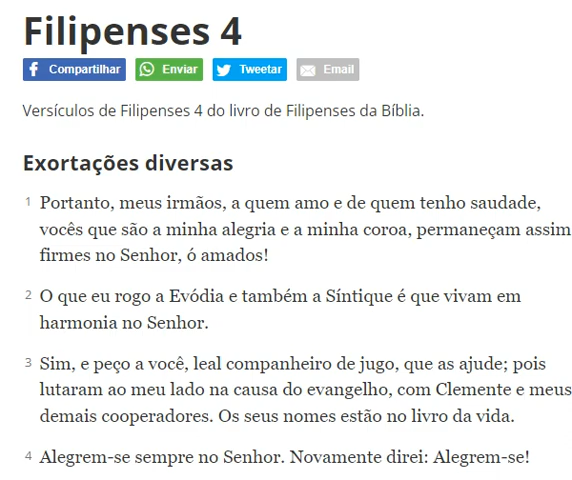 Filipenses 4
Compartilhar Enviar Tweetar Email
Versículos de Filipenses 4 do livro de Filipenses da Bíblia.
Exortações diversas
1 Portanto, meus irmãos, a quem amo e de quem tenho saudade,
vocês que são a minha alegria e a minha coroa, permaneçam assim
firmes no Senhor, ó amados!
2 O que eu rogo a Evódia e também a Síntique é que vivam em
harmonia no Senhor.
3 Sim, e peço a você, leal companheiro de jugo, que as ajude; pois
lutaram ao meu lado na causa do evangelho, com Clemente e meus
demais cooperadores. Os seus nomes estão no livro da vida.
4 Alegrem-se sempre no Senhor. Novamente direi: Alegrem-se!